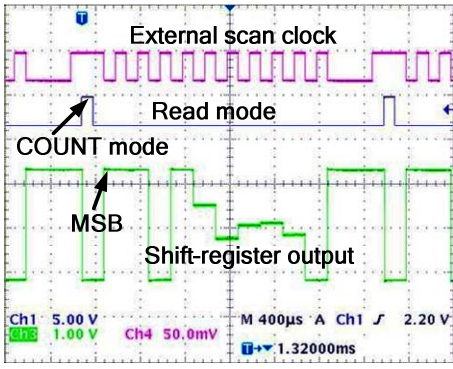 T
External scan clock
Read mode
COUNT mode
MSB
Shift-register output
Ch1 5.00 V M 400µs A Ch1 ƒ 2.20 V
Ch3 1.00 V Ch4 50.0mV
T→▼ 1.32000ms